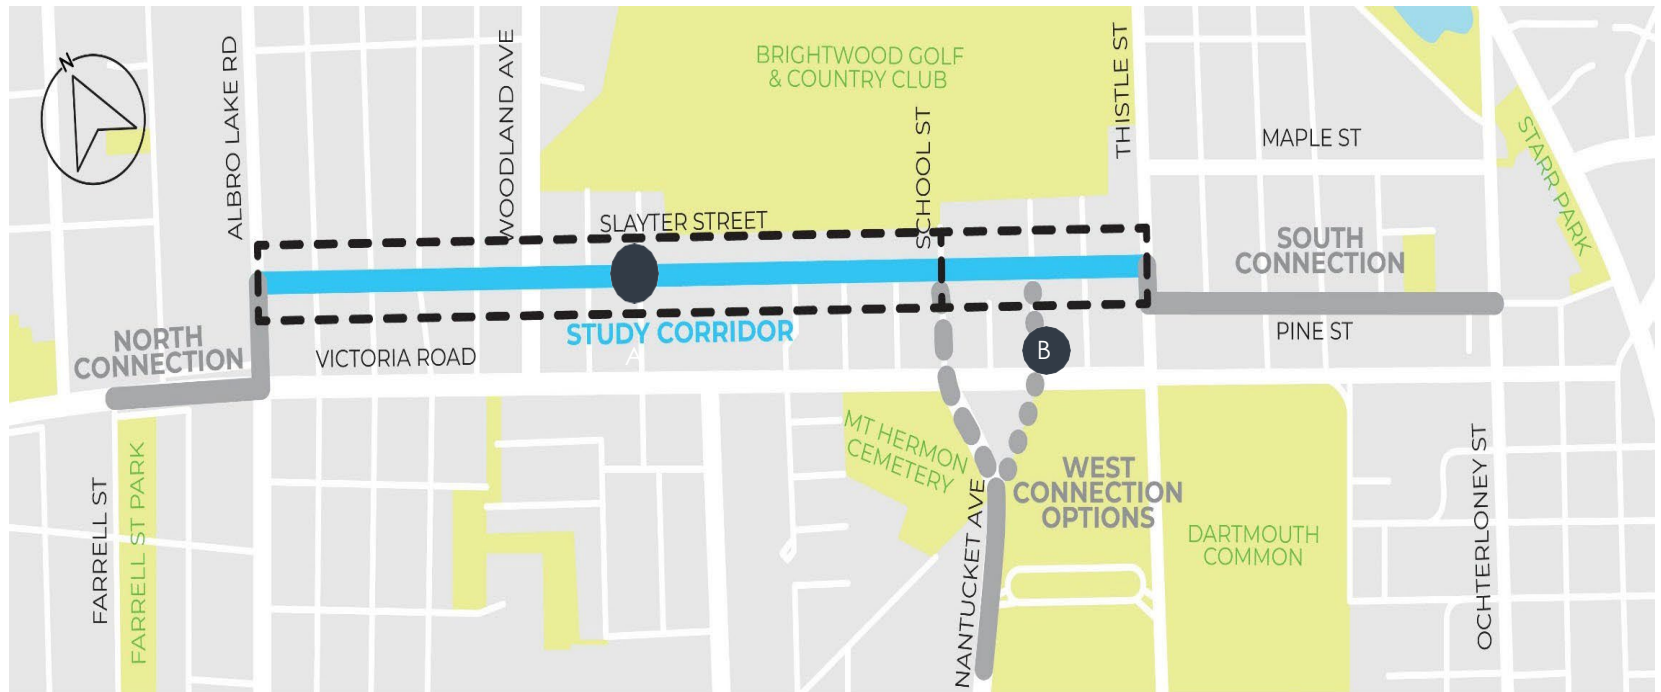 N
ALBRO LAKE RD
WOODLAND AVE
BRIGHTWOOD GOLF
& COUNTRY CLUB
SCHOOL ST
THISTLE ST
MAPLE ST
STARR PARK
SLAYTER STREET
SOUTH
CONNECTION
NORTH
CONNECTION
VICTORIA ROAD
STUDY CORRIDOR
A
B
PINE ST
MT HERMON
CEMETERY
WEST
CONNECTION
OPTIONS
NANTUCKET AVE
DARTMOUTH
COMMON
FARRELL ST
FARRELL ST PARK
OCHTERLONEY ST